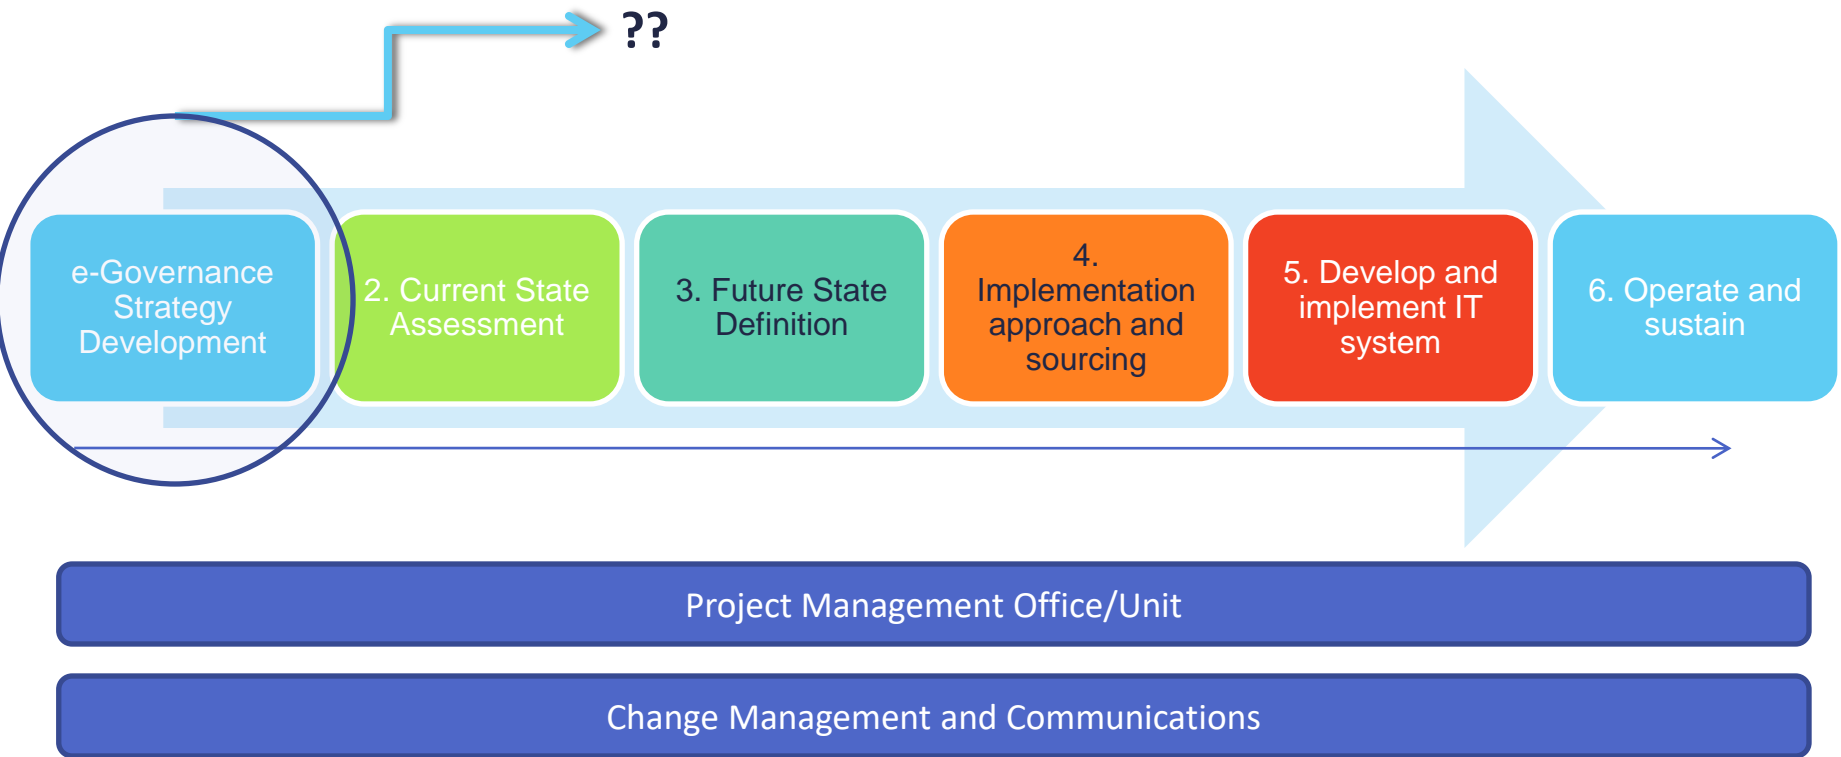 ??
e-Governance
Strategy
Development
2. Current State
Assessment
3. Future State
Definition
4.
Implementation
approach and
sourcing
5. Develop and
implement IT
system
6. Operate and
sustain
Project Management Office/Unit
Change Management and Communications